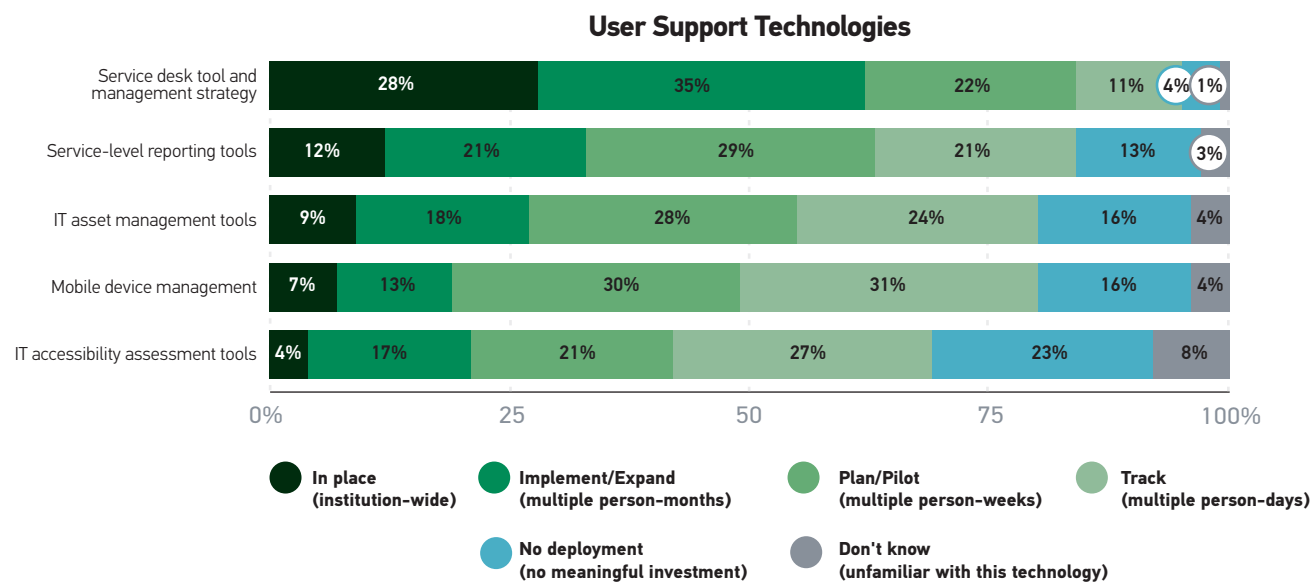 User Support Technologies
Service desk tool and
management strategy
28% 35% 22% 11% 4% 1%
Service-level reporting tools
12% 21% 29% 21% 13% 3%
IT asset management tools
9% 18% 28% 24% 16% 4%
Mobile device management
7% 13% 30% 31% 16% 4%
IT accessibility assessment tools
4% 17% 21% 27% 23% 8%
0% 25 50 75 100%
In place
(institution-wide)
Implement/Expand
(multiple person-months)
Plan/Pilot
(multiple person-weeks)
Track
(multiple person-days)
No deployment
(no meaningful investment)
Don't know
(unfamiliar with this technology)